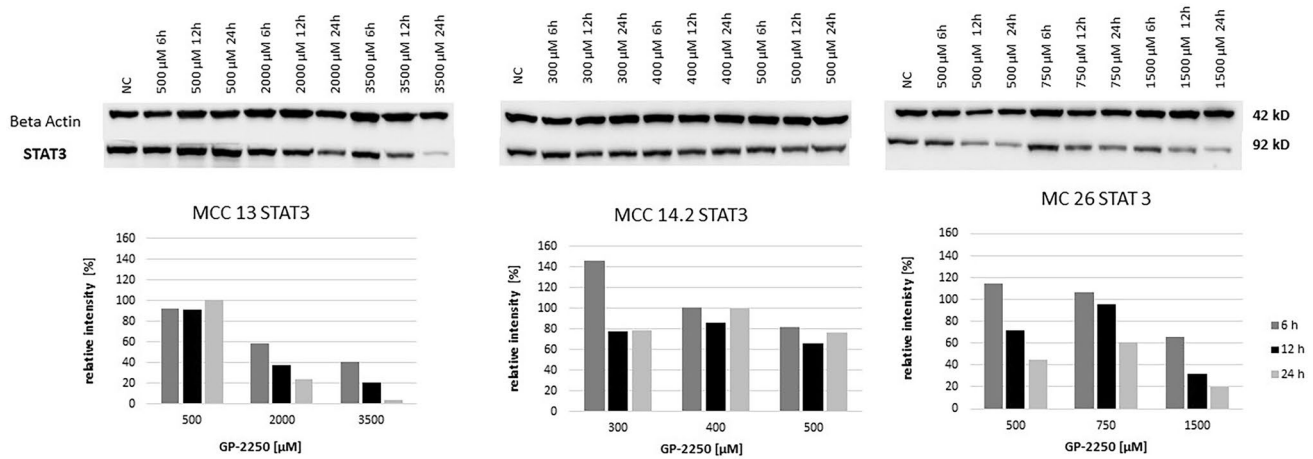 NC 500 µM 6h 500 µM 12h 500 µM 24h 2000 µM 6h 2000 µM 12h 2000 µM 24h 3500 µM 6h 3500 µM 12h 3500 µM 24h
NC 300 µM 6h 300 µM 12h 300 µM 24h 400 µM 6h 400 µM 12h 400 µM 24h 500 µM 6h 500 µM 12h 500 µM 24h
NC 500 µM 6h 500 µM 12h 500 µM 24h 750 µM 6h 750 µM 12h 750 µM 24h 1500 µM 6h 1500 µM 12h 1500 µM 24h
Beta Actin
42 kD
STAT3
92 kD
MCC 13 STAT3
relative intensity [%]
160
140
120
100
80
60
40
20
0
500 2000 3500
GP-2250 [µM]
MCC 14.2 STAT3
relative intensity [%]
160
140
120
100
80
60
40
20
0
300 400 500
GP-2250 [µM]
MC 26 STAT 3
relative intenisty [%]
160
140
120
100
80
60
40
20
0
500 750 1500
GP-2250 [µM]
6 h
12 h
24 h